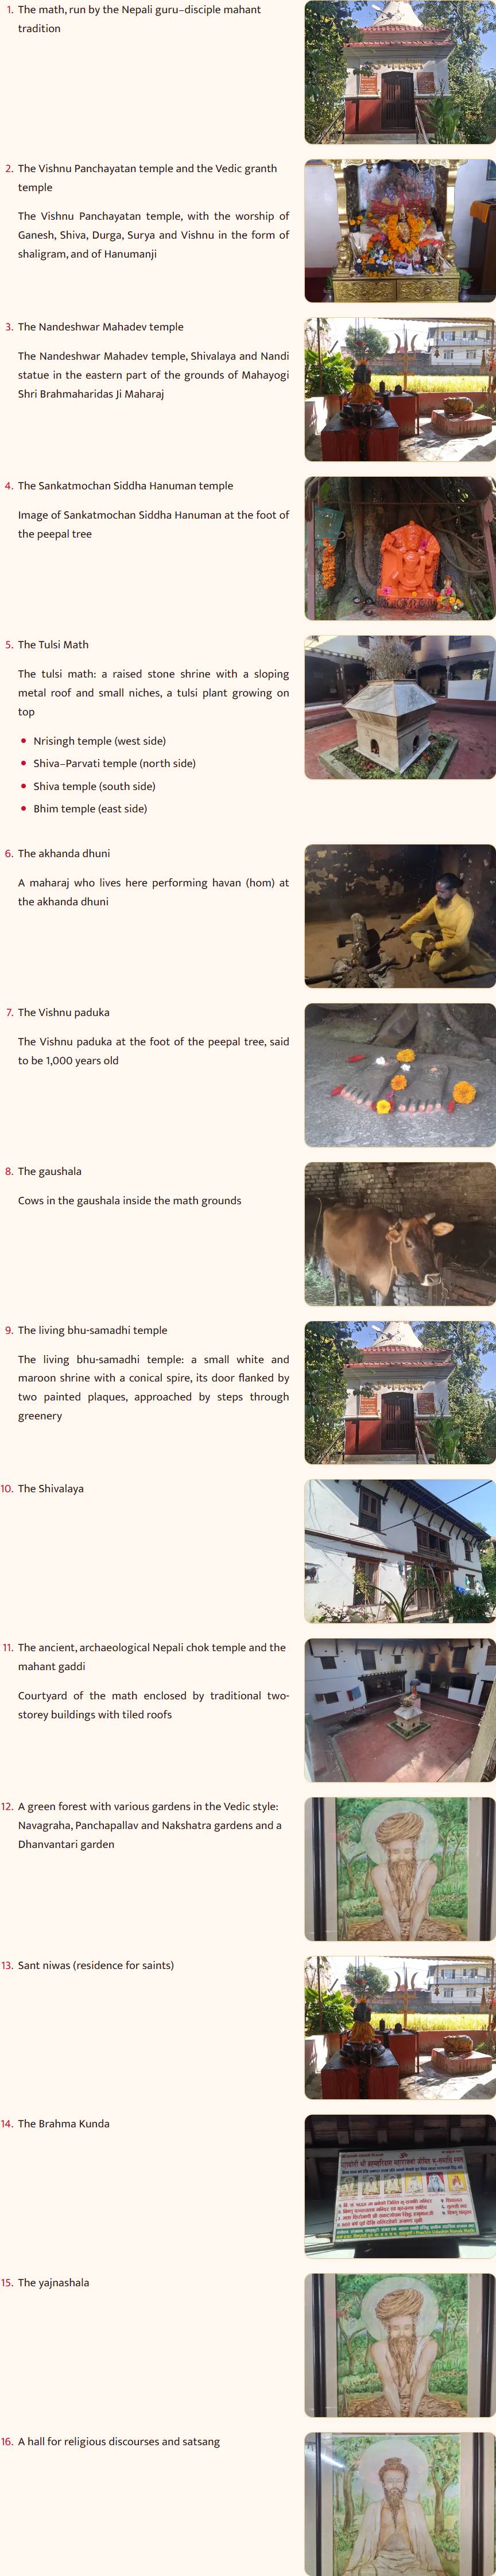 1. The math, run by the Nepali guru–disciple mahant
tradition
2. The Vishnu Panchayatan temple and the Vedic granth
temple
The Vishnu Panchayatan temple, with the worship of
Ganesh, Shiva, Durga, Surya and Vishnu in the form of
shaligram, and of Hanumanji
3. The Nandeshwar Mahadev temple
The Nandeshwar Mahadev temple, Shivalaya and Nandi
statue in the eastern part of the grounds of Mahayogi
Shri Brahmaharidas Ji Maharaj
4. The Sankatmochan Siddha Hanuman temple
Image of Sankatmochan Siddha Hanuman at the foot of
the peepal tree
5. The Tulsi Math
The tulsi math: a raised stone shrine with a sloping
metal roof and small niches, a tulsi plant growing on
top
• Nrisingh temple (west side)
• Shiva–Parvati temple (north side)
• Shiva temple (south side)
• Bhim temple (east side)
6. The akhanda dhuni
A maharaj who lives here performing havan (hom) at
the akhanda dhuni
7. The Vishnu paduka
The Vishnu paduka at the foot of the peepal tree, said
to be 1,000 years old
8. The gaushala
Cows in the gaushala inside the math grounds
9. The living bhu-samadhi temple
The living bhu-samadhi temple: a small white and
maroon shrine with a conical spire, its door flanked by
two painted plaques, approached by steps through
greenery
10. The Shivalaya
11. The ancient, archaeological Nepali chok temple and the
mahant gaddi
Courtyard of the math enclosed by traditional two-
storey buildings with tiled roofs
12. A green forest with various gardens in the Vedic style:
Navagraha, Panchapallav and Nakshatra gardens and a
Dhanvantari garden
13. Sant niwas (residence for saints)
14. The Brahma Kunda
15. The yajnashala
16. A hall for religious discourses and satsang